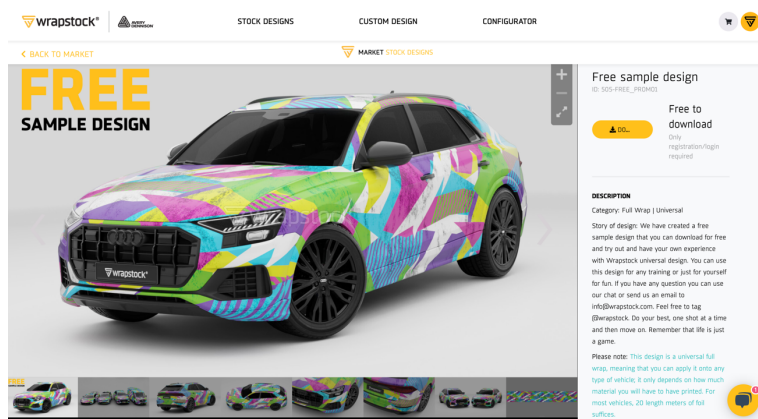 wrapstock®
AVERY
DENNISON
STOCK DESIGNS
CUSTOM DESIGN
CONFIGURATOR
BACK TO MARKET
MARKET STOCK DESIGNS
FREE
SAMPLE DESIGN
wrapstock
wrapstock®
Free sample design
ID: S05-FREE_PROMO)
DO...
Free to
download
Only
registration/login
required
DESCRIPTION
Category: Full Wrap | Universal
Story of design: We have created a free
sample design that you can download for free
and try out and have your own experience
with Wrapstock universal design. You can use
this design for any training or just for yourself
for fun. if you have any question you can use
our chat or send us an email to
info@wrapstock.com. Feel free to tag
@wrapstock. Do your best, one shot at a time
and then move on. Remember that life is just
a game.
Please note: This design is a universal full
wrap, meaning that you can apply it onto any
type of vehicle, it only depends on how much
material you will have to have printed. For
most vehicles, 20 length meters of foil
suffices.
FREE
1